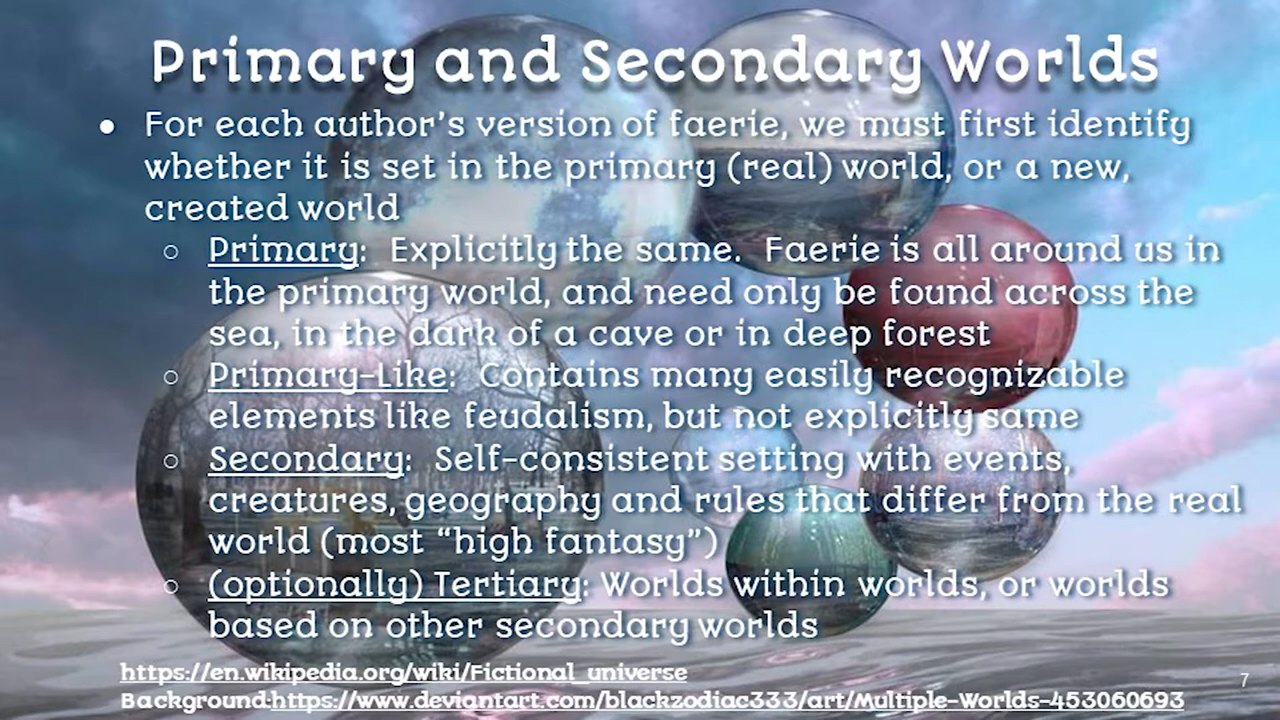 Primary and Secondary Worlds
● For each author's version of faerie, we must first identify
whether it is set in the primary (real) world, or a new,
created world
○ Primary: Explicitly the same. Faerie is all around us in
the primary world, and need only be found across the
sea, in the dark of a cave or in deep forest
○ Primary-Like: Contains many easily recognizable
elements like feudalism, but not explicitly same
○ Secondary: Self-consistent setting with events,
creatures, geography and rules that differ from the real
world (most “high fantasy”)
○ (optionally) Tertiary: Worlds within worlds, or worlds
based on other secondary worlds
https://en.wikipedia.org/wiki/Fictional_universe
Background:https://www.deviantart.com/blackzodiac333/art/Multiple-Worlds-453060693
7